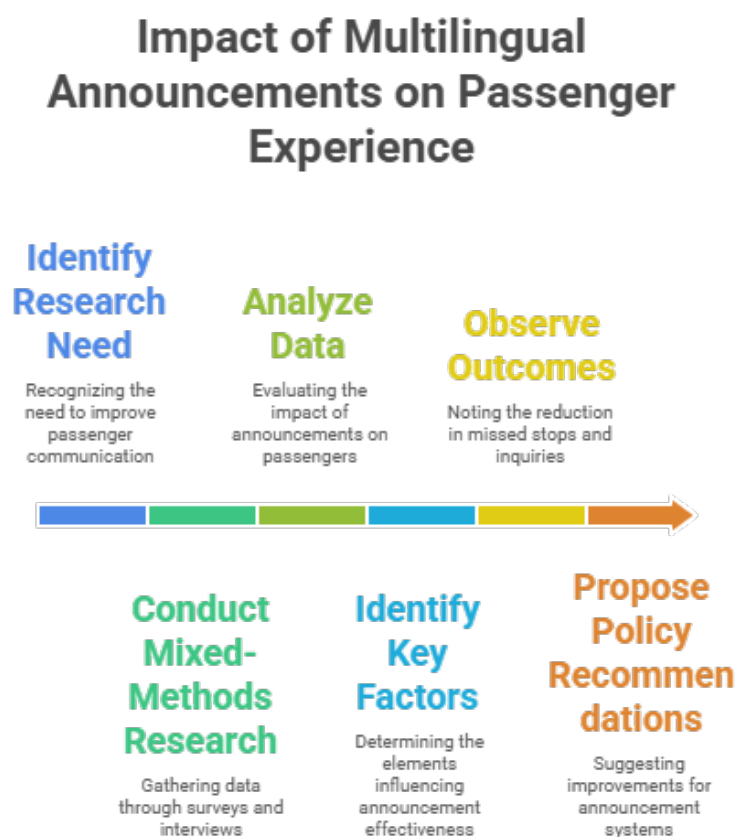 Impact of Multilingual
Announcements on Passenger
Experience
Identify
Research
Need
Recognizing the
need to improve
passenger
communication
Conduct
Mixed-
Methods
Research
Gathering data
through surveys and
interviews
Analyze
Data
Evaluating the
impact of
announcements on
passengers
Identify
Key
Factors
Determining the
elements
influencing
announcement
effectiveness
Observe
Outcomes
Noting the reduction
in missed stops and
inquiries
Propose
Policy
Recommen
dations
Suggesting
improvements for
announcement
systems